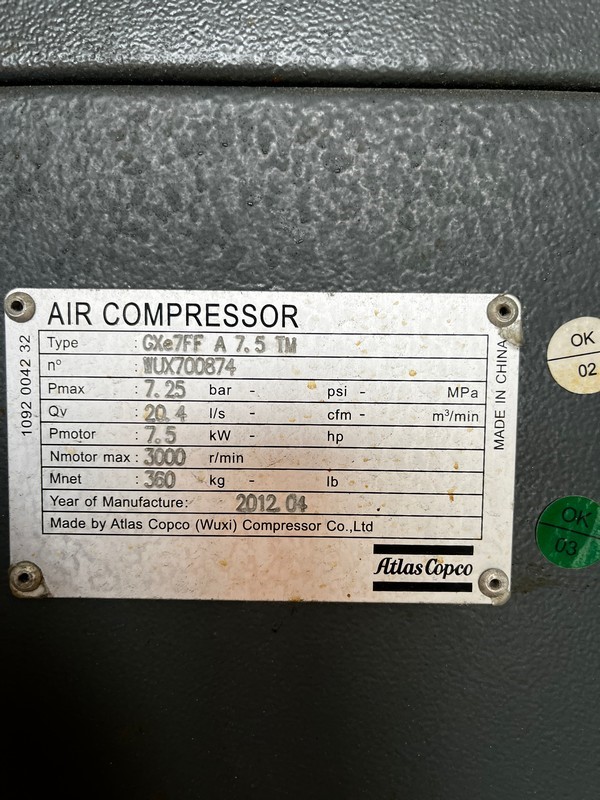 AIR COMPRESSOR
Type : GXe7FF A 7.5 TM
n° : WUX700874
Pmax : 7.25 bar - psi - MPa
Qv : 20.4 l/s - cfm - m³/min
Pmotor : 7.5 kW - hp
Nmotor max : 3000 r/min
Mnet : 360 kg - lb
Year of Manufacture: 2012.04
Made by Atlas Copco (Wuxi) Compressor Co.,Ltd
Atlas Copco
1092 0042 32
MADE IN CHINA
OK
02
OK
03